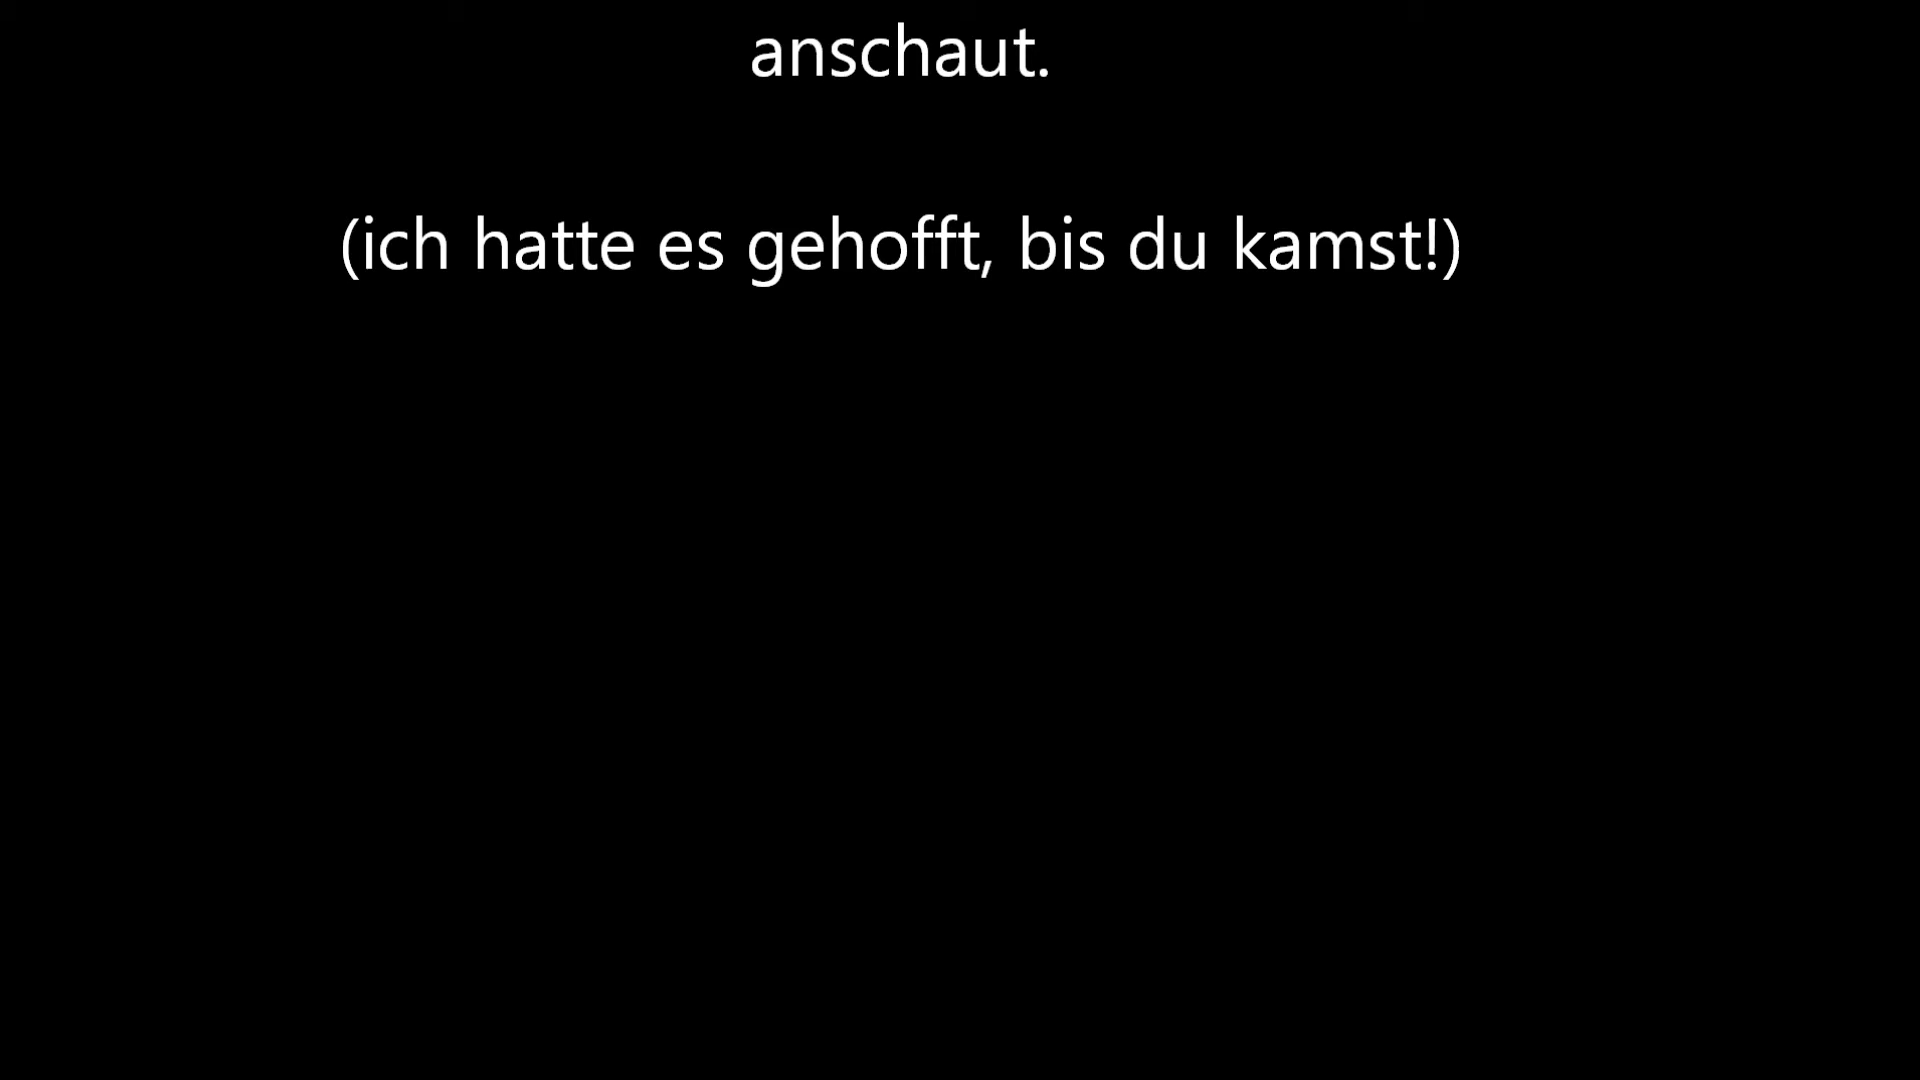 anschaut.
(ich hatte es gehofft, bis du kamst!)